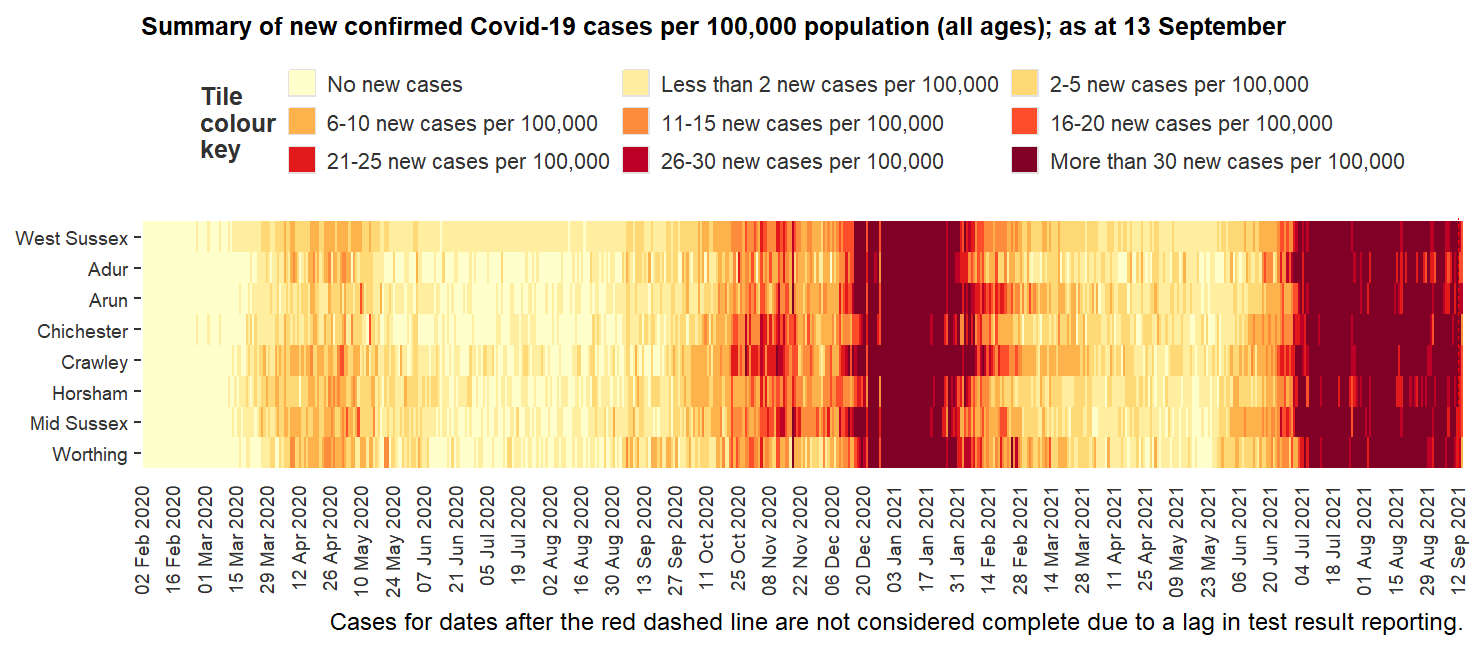 Summary of new confirmed Covid-19 cases per 100,000 population (all ages); as at 13 September
Tile
colour
key
No new cases
Less than 2 new cases per 100,000
2-5 new cases per 100,000
6-10 new cases per 100,000
11-15 new cases per 100,000
16-20 new cases per 100,000
21-25 new cases per 100,000
26-30 new cases per 100,000
More than 30 new cases per 100,000
West Sussex
Adur
Arun
Chichester
Crawley
Horsham
Mid Sussex
Worthing
02 Feb 2020
16 Feb 2020
01 Mar 2020
15 Mar 2020
29 Mar 2020
12 Apr 2020
26 Apr 2020
10 May 2020
24 May 2020
07 Jun 2020
21 Jun 2020
05 Jul 2020
19 Jul 2020
02 Aug 2020
16 Aug 2020
30 Aug 2020
13 Sep 2020
27 Sep 2020
11 Oct 2020
25 Oct 2020
08 Nov 2020
22 Nov 2020
06 Dec 2020
20 Dec 2020
03 Jan 2021
17 Jan 2021
31 Jan 2021
14 Feb 2021
28 Feb 2021
14 Mar 2021
28 Mar 2021
11 Apr 2021
25 Apr 2021
09 May 2021
23 May 2021
06 Jun 2021
20 Jun 2021
04 Jul 2021
18 Jul 2021
01 Aug 2021
15 Aug 2021
29 Aug 2021
12 Sep 2021
Cases for dates after the red dashed line are not considered complete due to a lag in test result reporting.